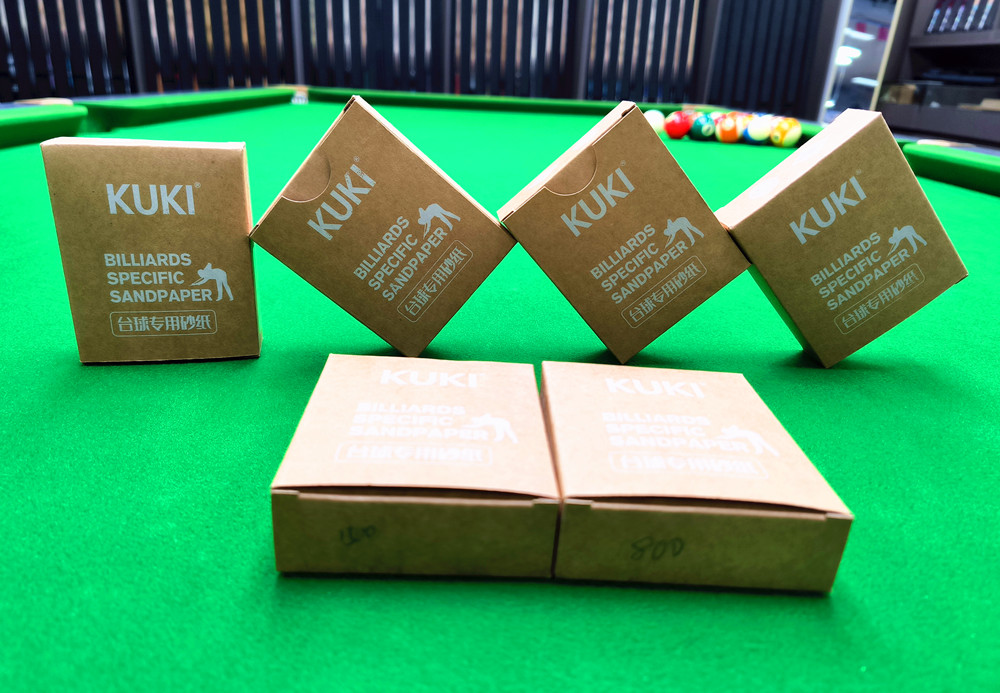 KUKI®
BILLIARDS
SPECIFIC
SANDPAPER
台球专用砂纸
KUKI®
BILLIARDS
SPECIFIC
SANDPAPER
台球专用砂纸
KUKI®
BILLIARDS
SPECIFIC
SANDPAPER
台球专用砂纸
KUKI®
BILLIARDS
SPECIFIC
SANDPAPER
台球专用砂纸
KUKI®
BILLIARDS
SPECIFIC
SANDPAPER
台球专用砂纸
KUKI®
BILLIARDS
SPECIFIC
SANDPAPER
台球专用砂纸
800